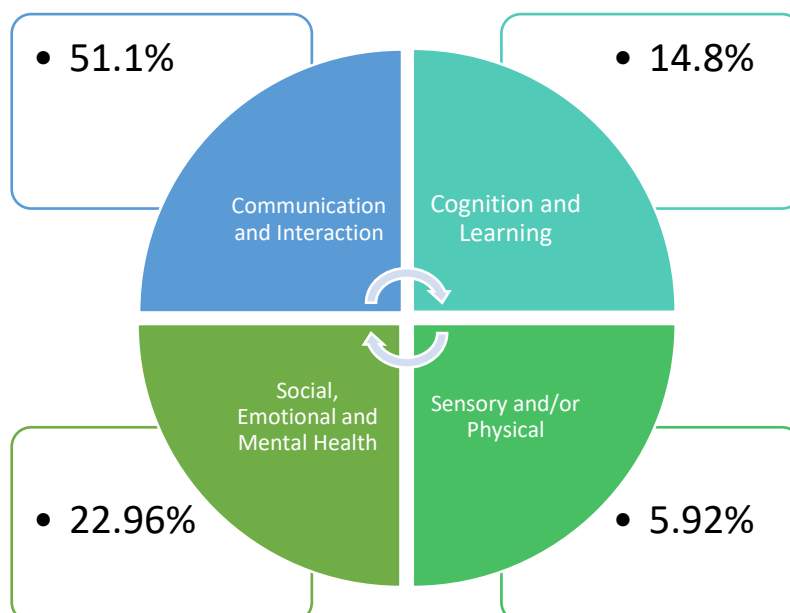 • 51.1%
• 14.8%
Communication
and Interaction
Cognition and
Learning
Social,
Emotional and
Mental Health
Sensory and/or
Physical
• 22.96%
• 5.92%